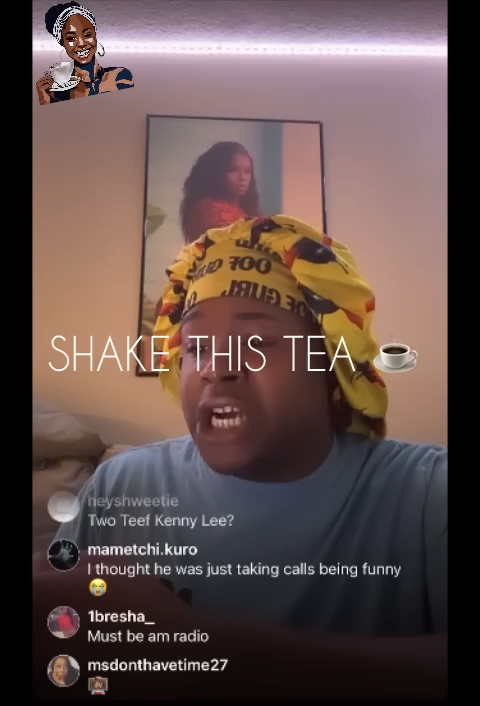 SHAKE THIS TEA ☕
heyshweetie
Two Teef Kenny Lee?
mametchi.kuro
I thought he was just taking calls being funny
😭
1bresha_
Must be am radio
msdonthavetime27